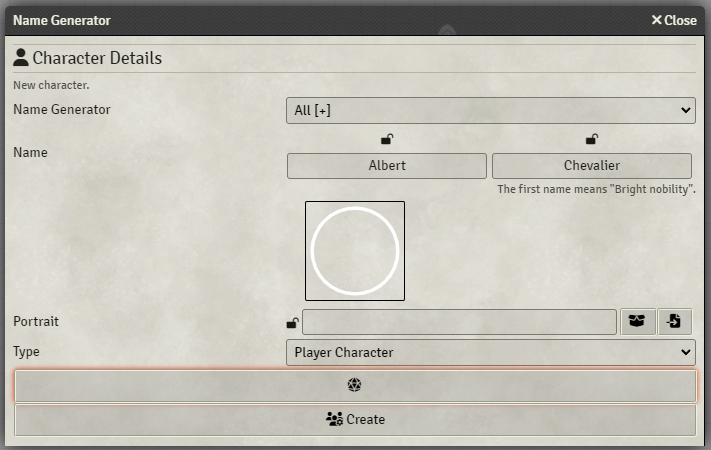 Name Generator
Close
Character Details
New character.
Name Generator
All [+]
Name
Albert
Chevalier
The first name means "Bright nobility".
Portrait
Type
Player Character
Create